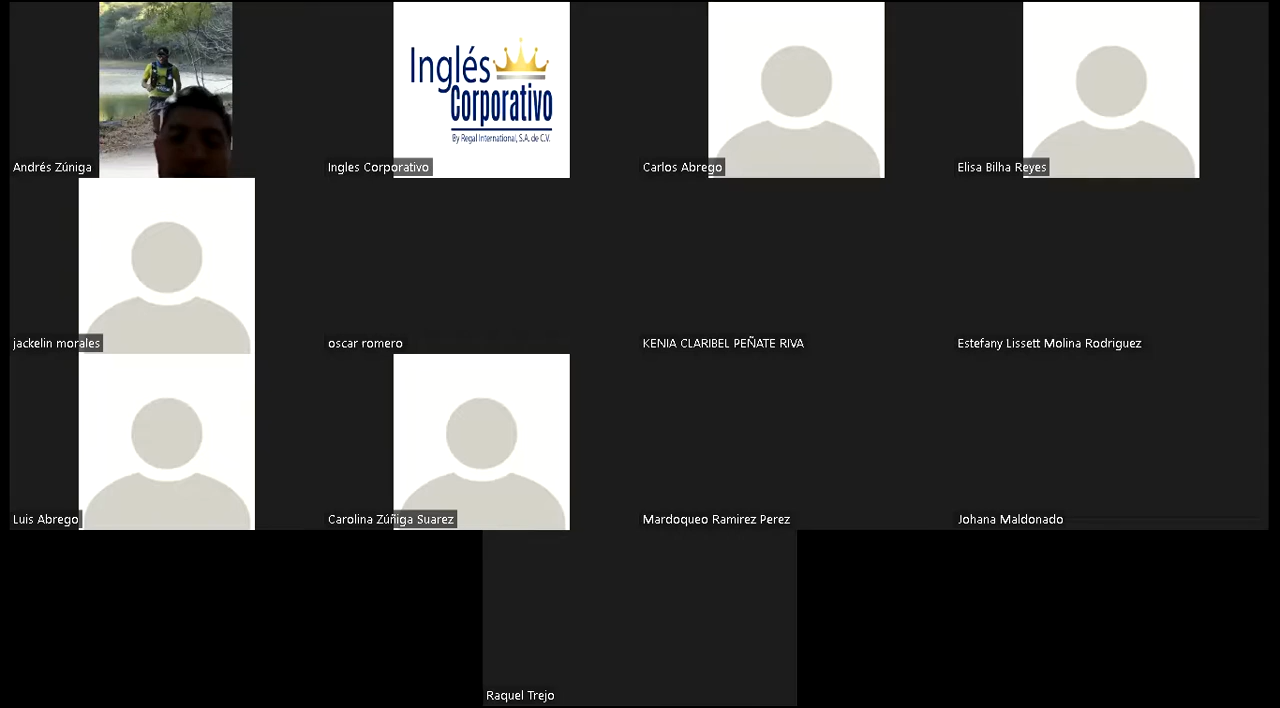 Inglés
Corporativo
By Regal International, S.A. de C.V.
Andrés Zúniga
Ingles Corporativo
Carlos Abrego
Elisa Bilha Reyes
jackelin morales
oscar romero
KENIA CLARIBEL PEÑATE RIVA
Estefany Lissett Molina Rodriguez
Luis Abrego
Carolina Zúñiga Suarez
Mardoqueo Ramirez Perez
Johana Maldonado
Raquel Trejo